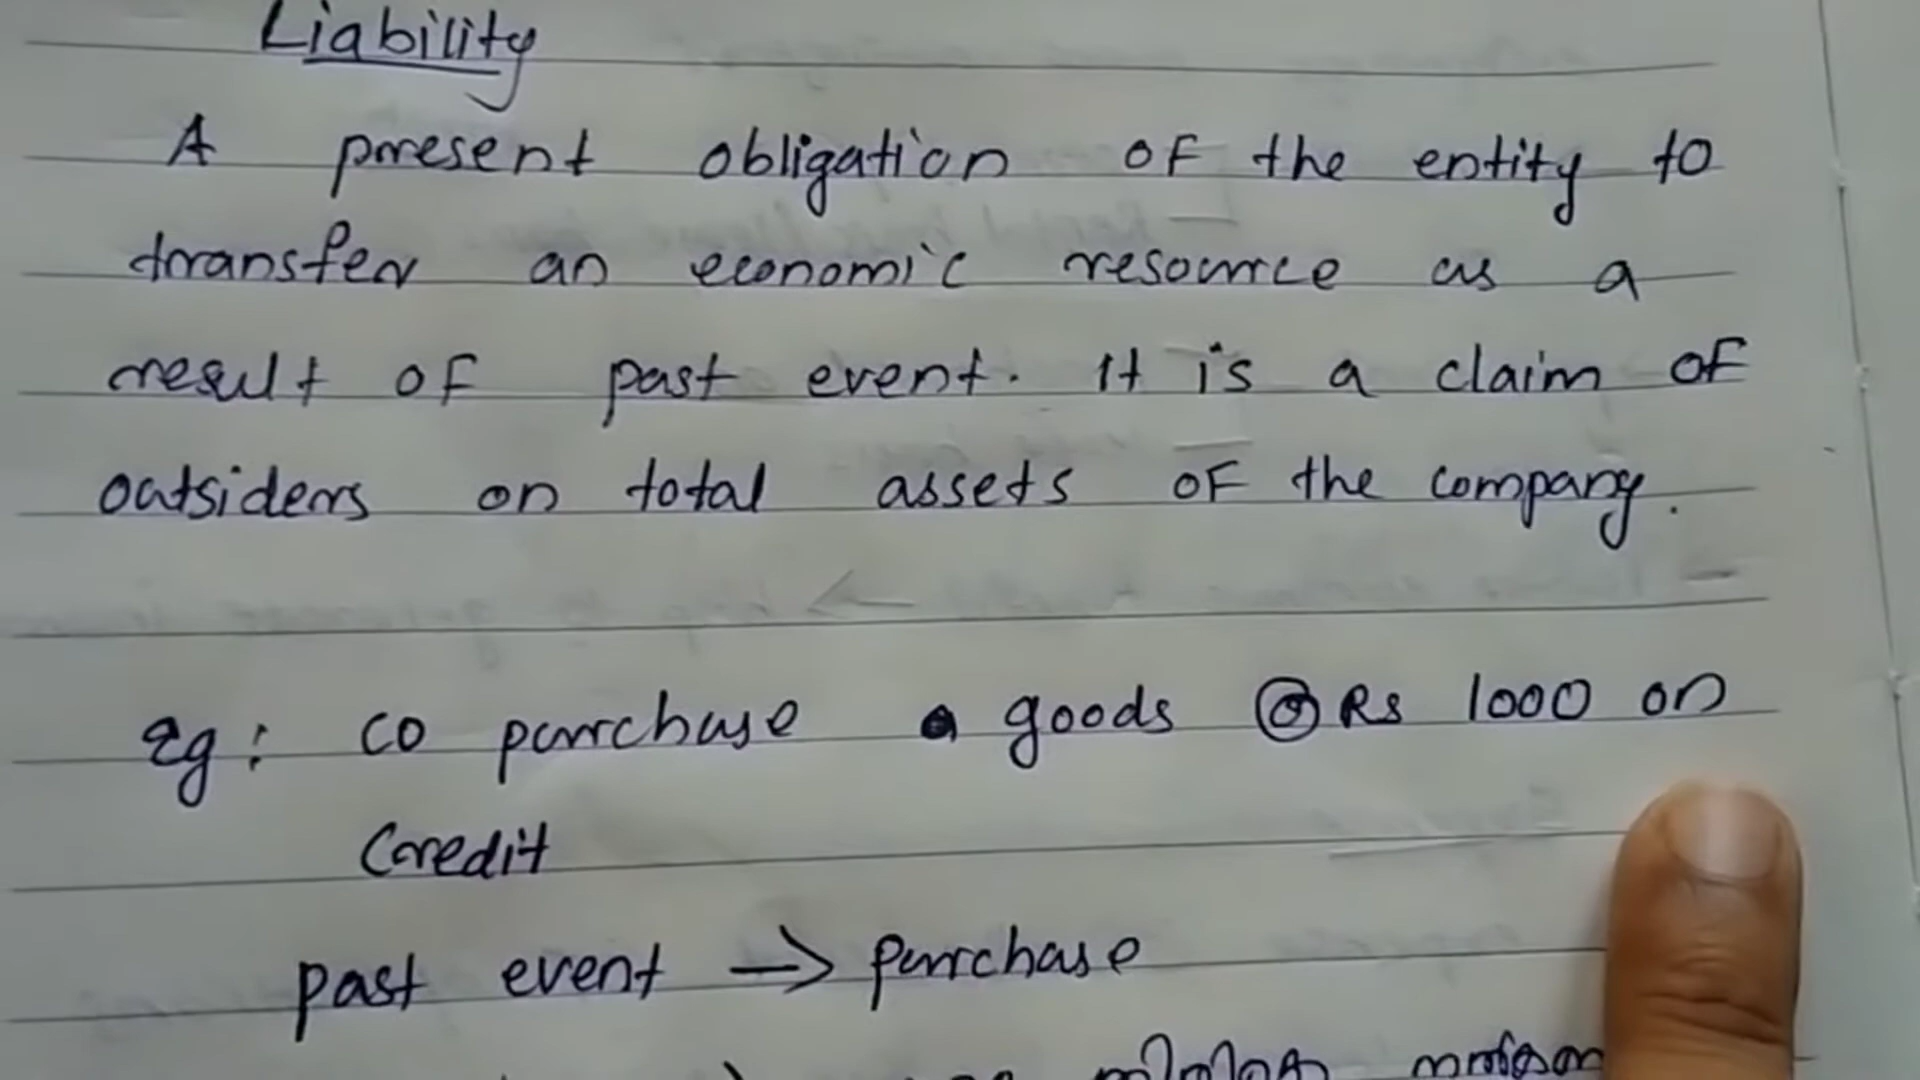 Liability
A present obligation of the entity to
transfer an economic resource as a
result of past event. It is a claim of
outsiders on total assets of the company.
eg: co purchase goods @ Rs 1000 on
Credit
past event → purchase